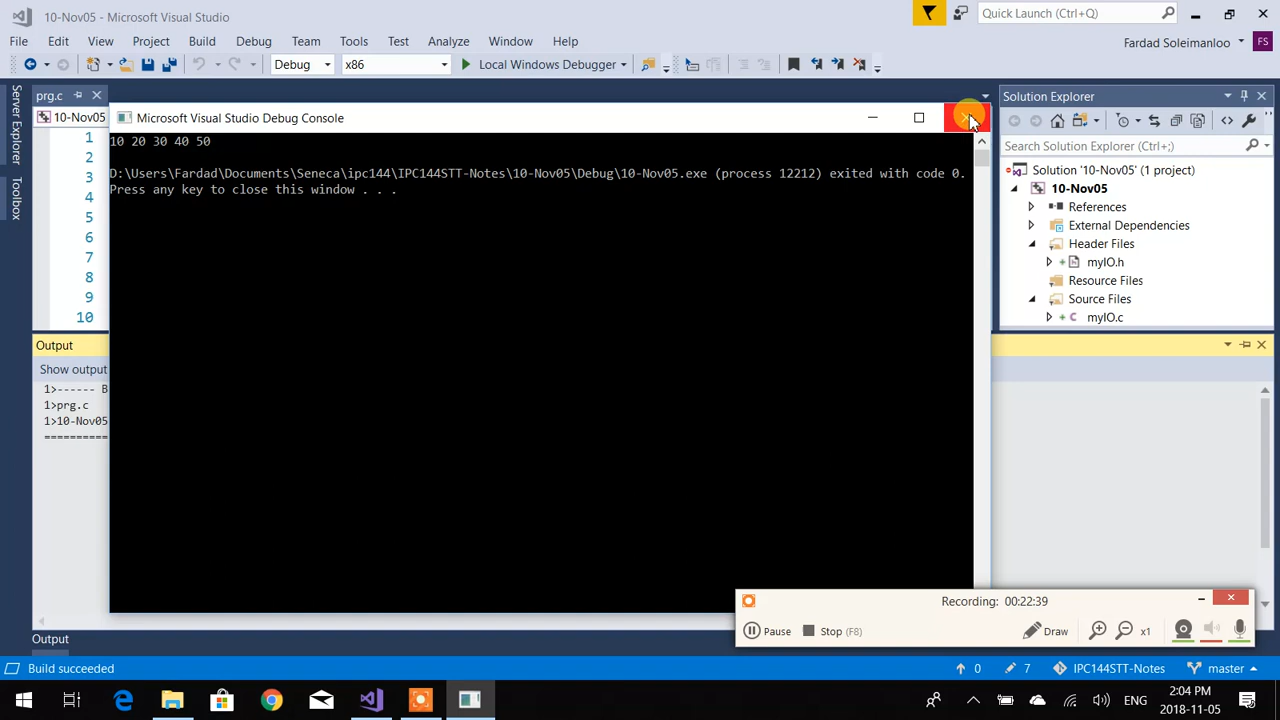 10-Nov05 - Microsoft Visual Studio
Quick Launch (Ctrl+Q)
File Edit View Project Build Debug Team Tools Test Analyze Window Help
Fardad Soleimanloo FS
Debug x86 Local Windows Debugger
Server Explorer
Toolbox
prg.c
10-Nov05
1
2
3
4
5
6
7
8
9
10
Microsoft Visual Studio Debug Console
10 20 30 40 50
D:\Users\Fardad\Documents\Seneca\ipc144\IPC144STT-Notes\10-Nov05\Debug\10-Nov05.exe (process 12212) exited with code 0.
Press any key to close this window . . .
Solution Explorer
Search Solution Explorer (Ctrl+;)
Solution '10-Nov05' (1 project)
10-Nov05
References
External Dependencies
Header Files
myIO.h
Resource Files
Source Files
myIO.c
Output
Show output
1>------ B
1>prg.c
1>10-Nov05
==========
Output
Recording: 00:22:39
Pause Stop (F8) Draw x1
Build succeeded
0 7 IPC144STT-Notes master
ENG
2:04 PM
2018-11-05